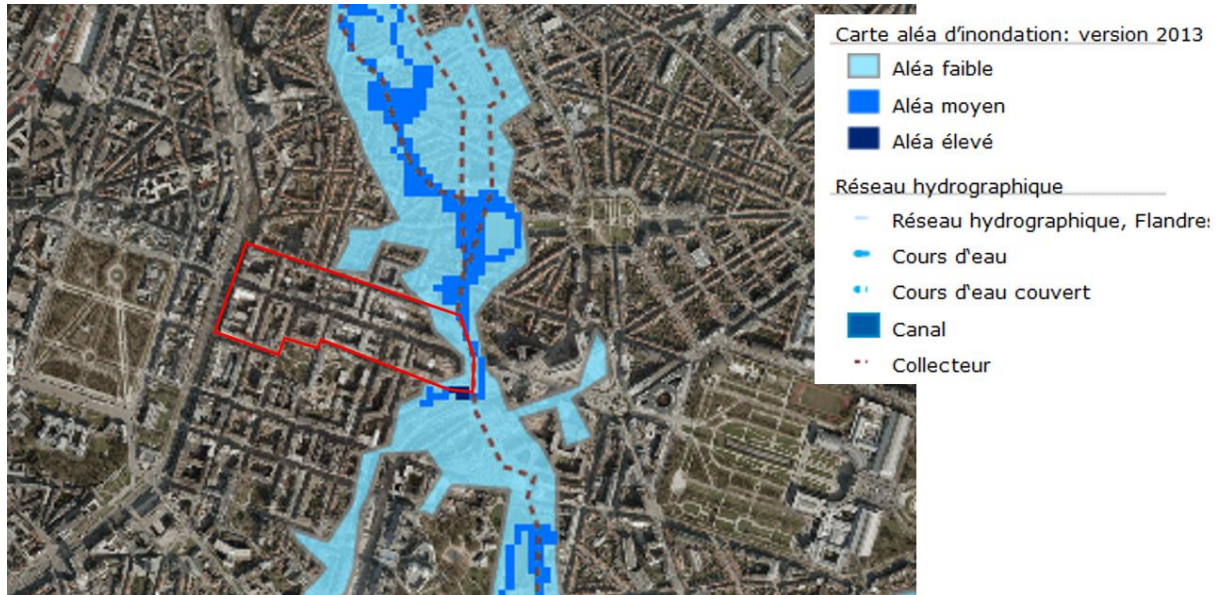 Carte aléa d'inondation: version 2013
Aléa faible
Aléa moyen
Aléa élevé
Réseau hydrographique
Réseau hydrographique, Flandre
Cours d'eau
Cours d'eau couvert
Canal
Collecteur